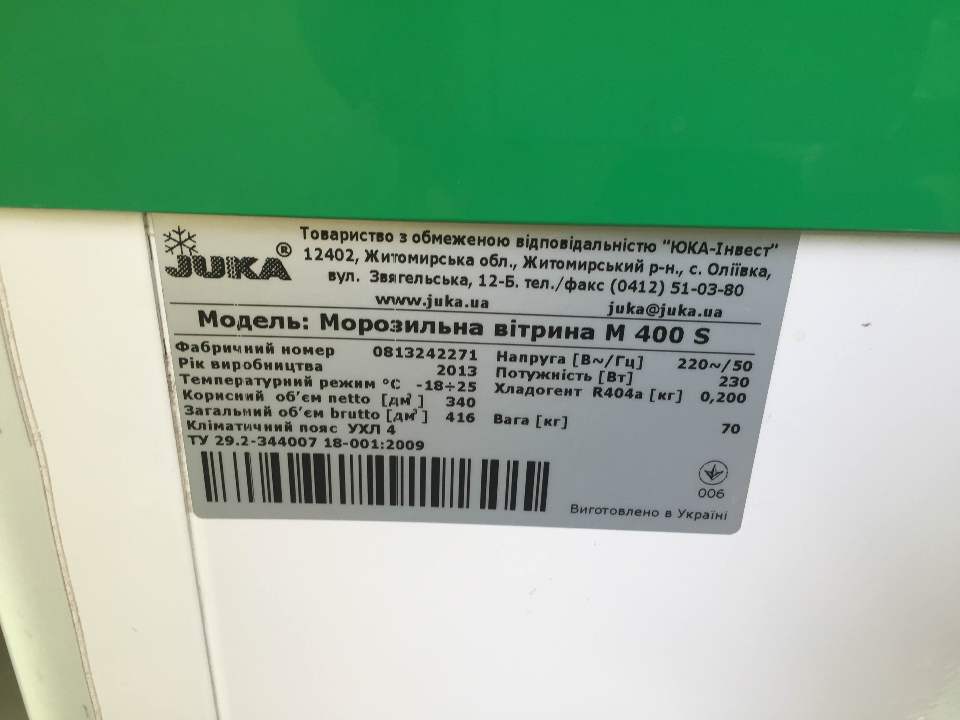 JUKA®
Товариство з обмеженою відповідальністю "ЮКА-Інвест"
12402, Житомирська обл., Житомирський р-н., с. Оліївка,
вул. Звягельська, 12-Б. тел./факс (0412) 51-03-80
www.juka.ua juka@juka.ua
Модель: Морозильна вітрина М 400 S
Фабричний номер 0813242271 Напруга [В~/Гц] 220~/50
Рік виробництва 2013 Потужність [Вт] 230
Температурний режим °C -18÷25 Хладогент R404a [кг] 0,200
Корисний об'єм netto [дм³] 340
Загальний об'єм brutto [дм³] 416 Вага [кг] 70
Кліматичний пояс УХЛ 4
ТУ 29.2-344007 18-001:2009
006
Виготовлено в Україні